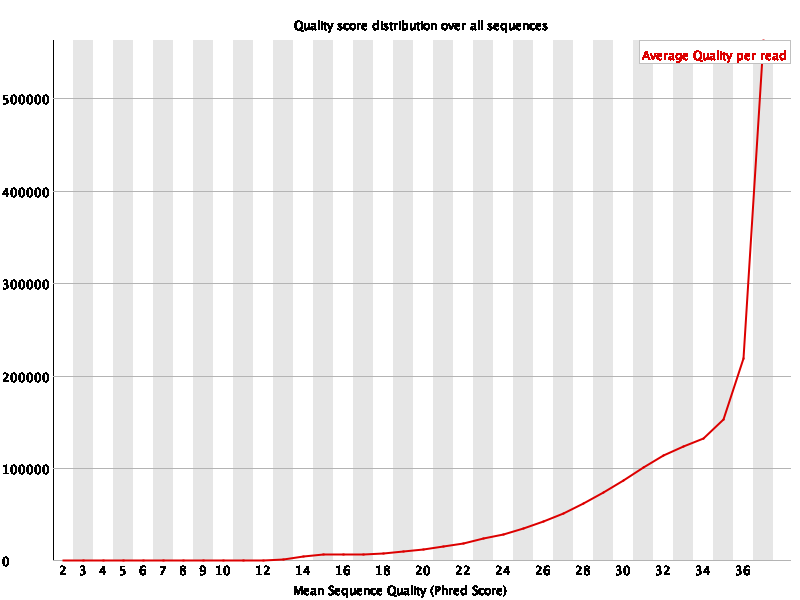 Quality score distribution over all sequences
Average Quality per read
500000
400000
300000
200000
100000
0
2 3 4 5 6 7 8 9 10 12 14 16 18 20 22 24 26 28 30 32 34 36
Mean Sequence Quality (Phred Score)